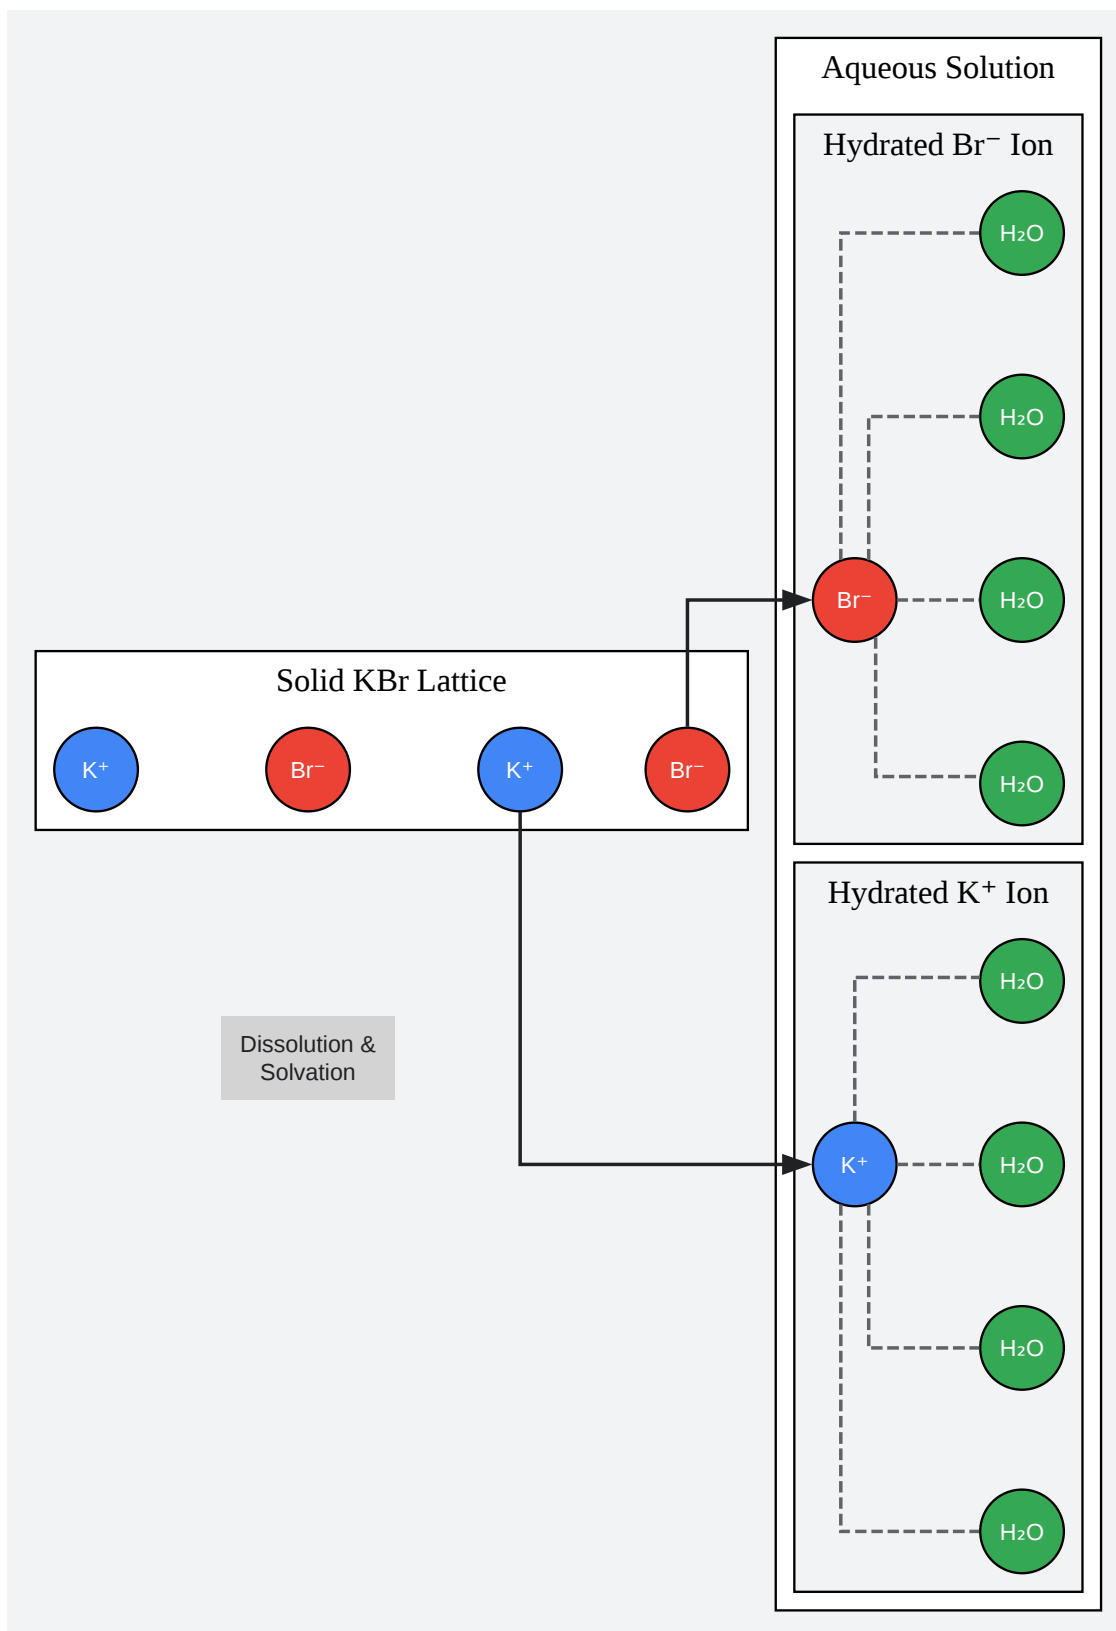 Aqueous Solution
Hydrated Br⁻ Ion
H₂O
H₂O
Br⁻
H₂O
H₂O
Solid KBr Lattice
K⁺
Br⁻
K⁺
Br⁻
Hydrated K⁺ Ion
H₂O
K⁺
H₂O
H₂O
H₂O
Dissolution &
Solvation